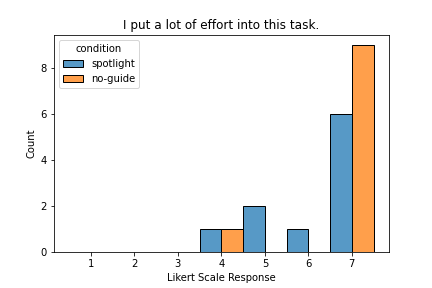 I put a lot of effort into this task.
condition
spotlight
no-guide
Count
8
6
4
2
0
1 2 3 4 5 6 7
Likert Scale Response